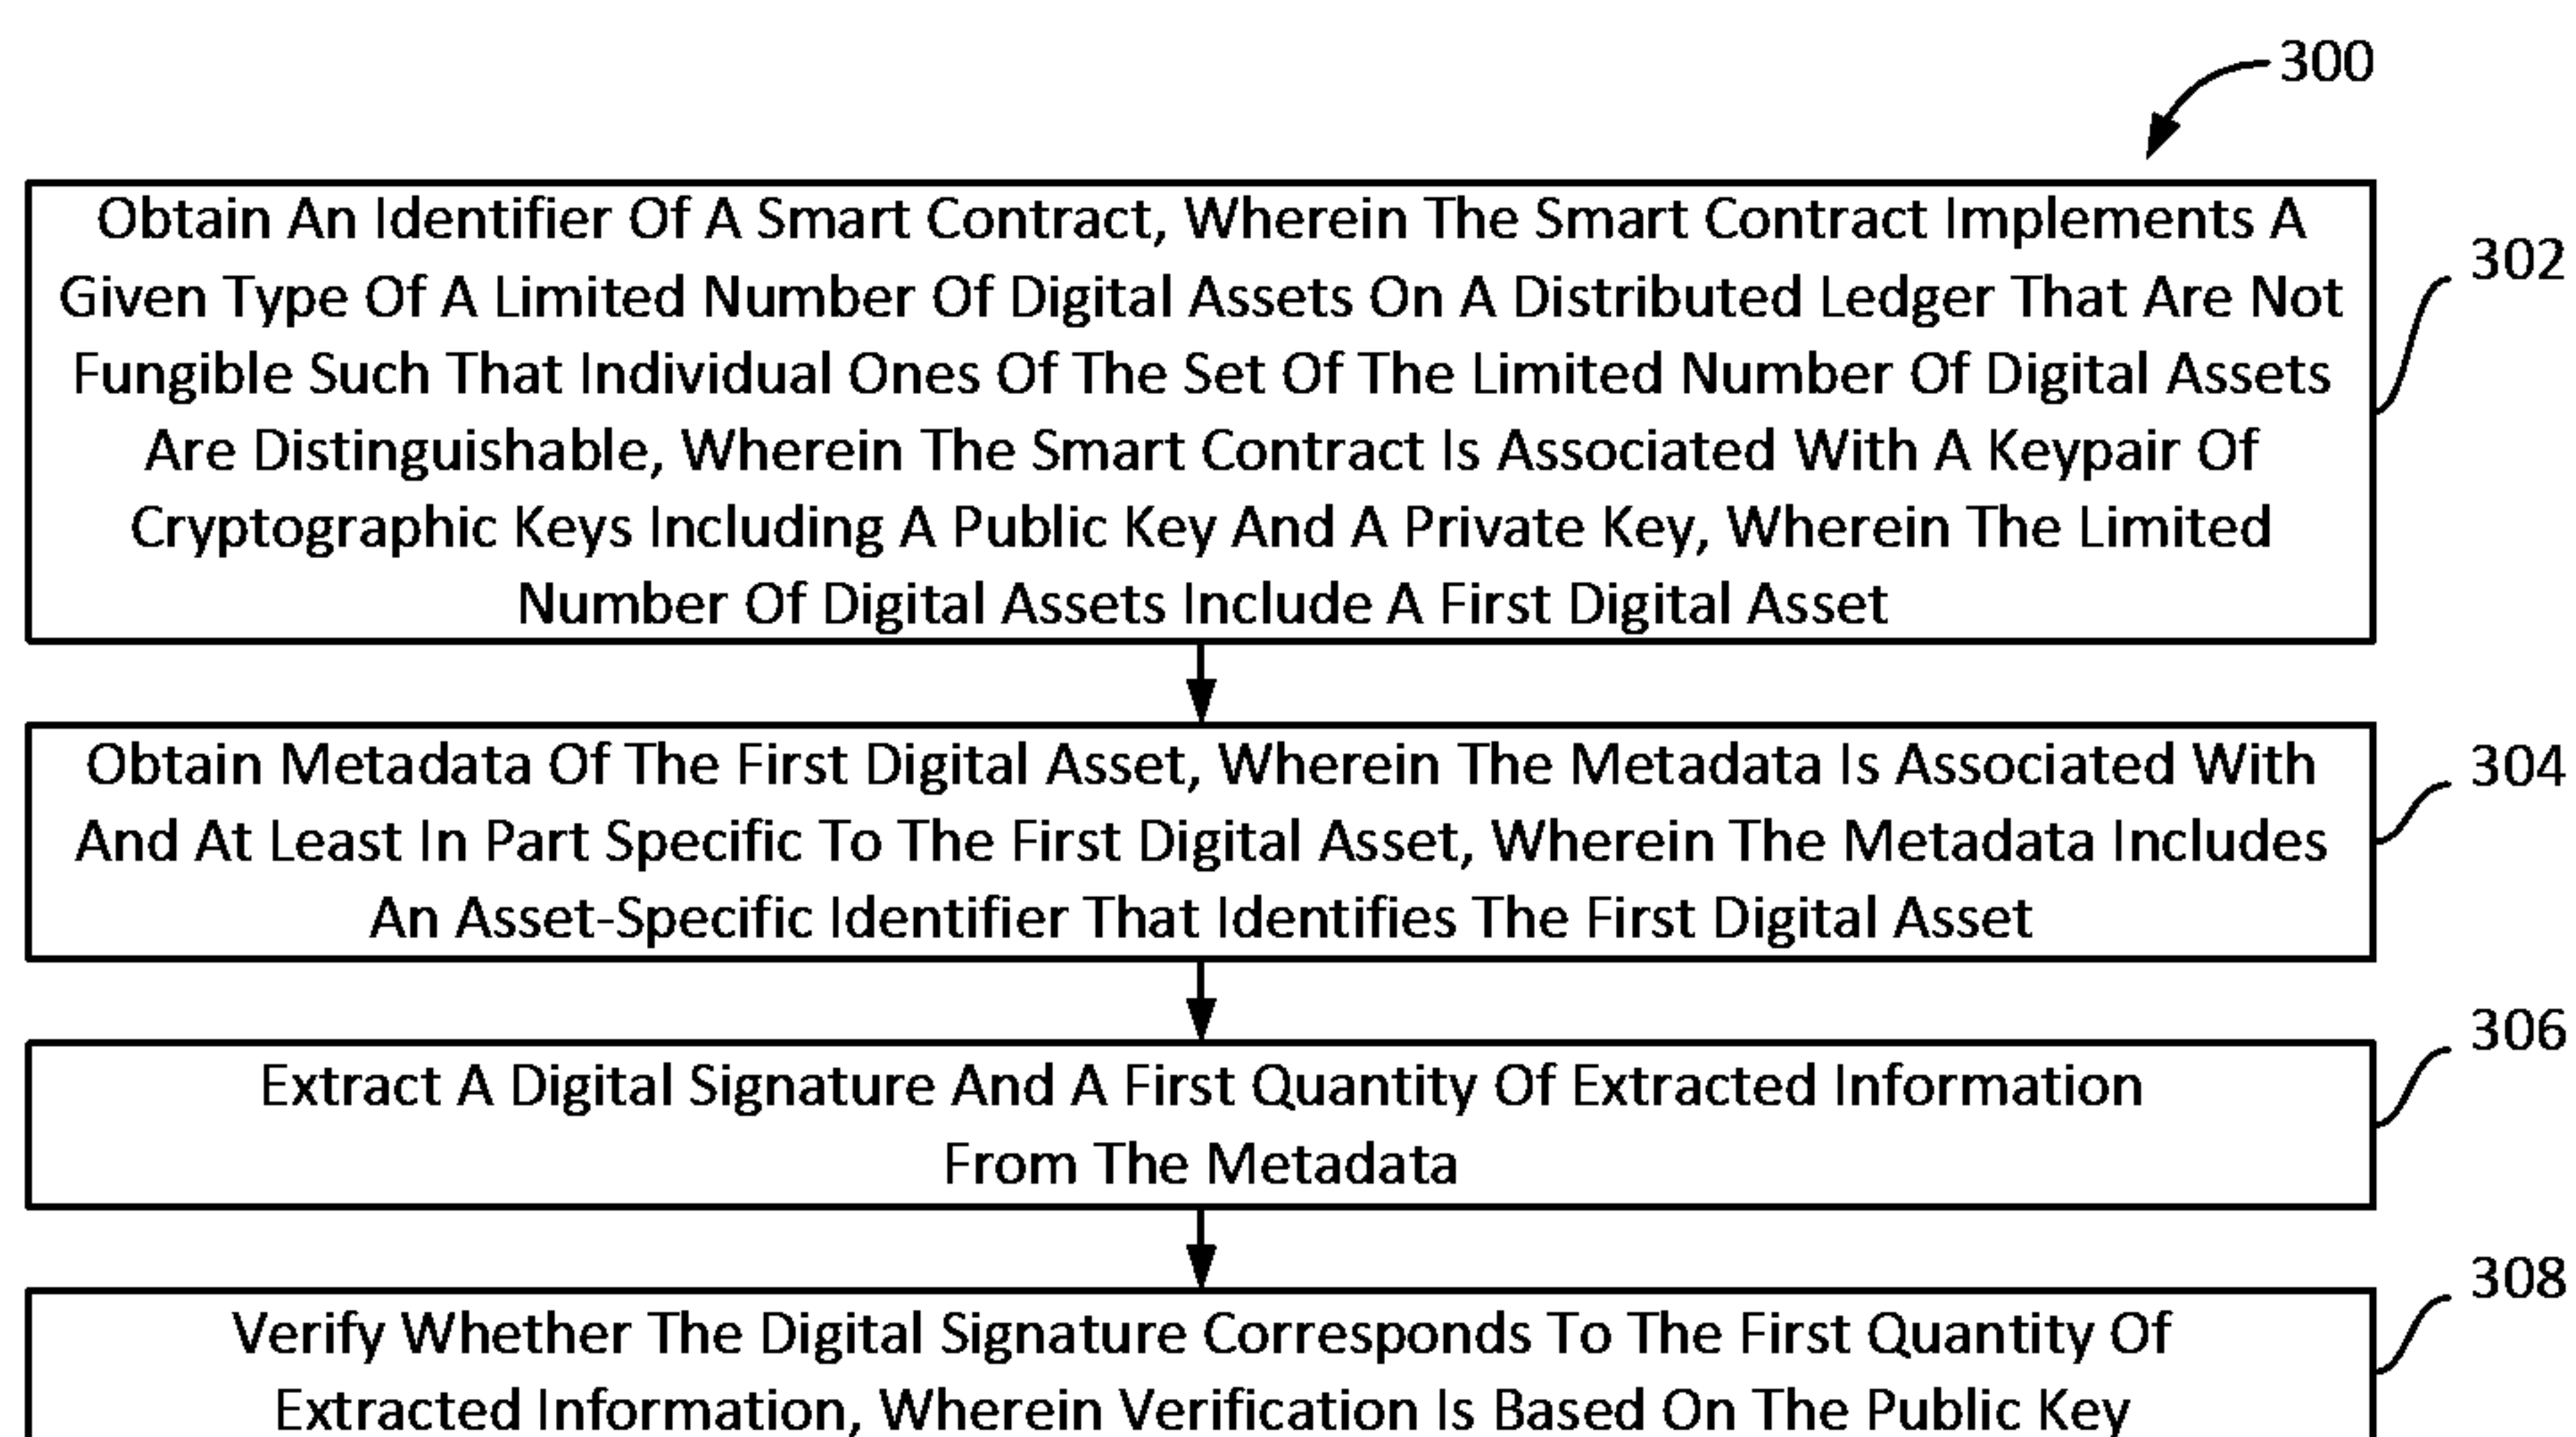 300
Obtain An Identifier Of A Smart Contract, Wherein The Smart Contract Implements A
Given Type Of A Limited Number Of Digital Assets On A Distributed Ledger That Are Not
Fungible Such That Individual Ones Of The Set Of The Limited Number Of Digital Assets
Are Distinguishable, Wherein The Smart Contract Is Associated With A Keypair Of
Cryptographic Keys Including A Public Key And A Private Key, Wherein The Limited
Number Of Digital Assets Include A First Digital Asset
302
Obtain Metadata Of The First Digital Asset, Wherein The Metadata Is Associated With
And At Least In Part Specific To The First Digital Asset, Wherein The Metadata Includes
An Asset-Specific Identifier That Identifies The First Digital Asset
304
Extract A Digital Signature And A First Quantity Of Extracted Information
From The Metadata
306
Verify Whether The Digital Signature Corresponds To The First Quantity Of
Extracted Information, Wherein Verification Is Based On The Public Key
308